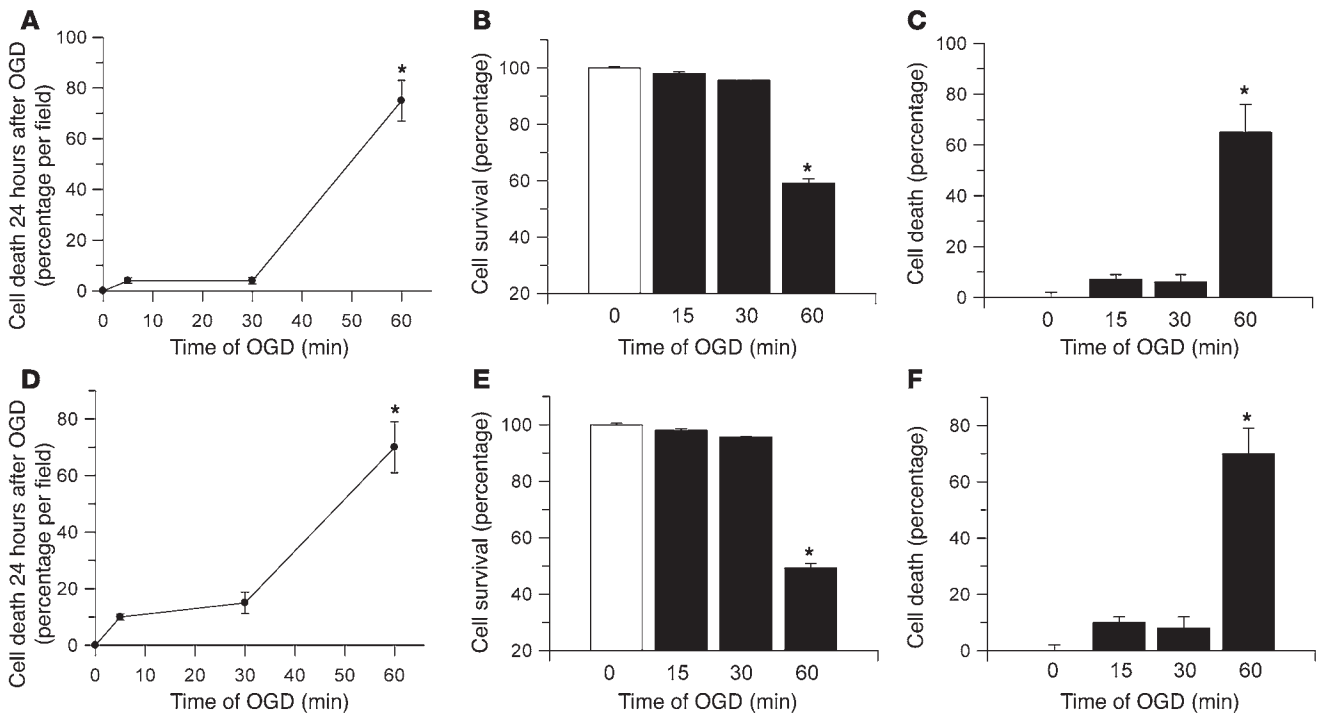 A
Cell death 24 hours after OGD
(percentage per field)
100
80
60
40
20
0
*
0 10 20 30 40 50 60
Time of OGD (min)
B
Cell survival (percentage)
100
80
60
40
20
*
0 15 30 60
Time of OGD (min)
C
Cell death (percentage)
100
80
60
40
20
0
*
0 15 30 60
Time of OGD (min)
D
Cell death 24 hours after OGD
(percentage per field)
80
60
40
20
0
*
0 10 20 30 40 50 60
Time of OGD (min)
E
Cell survival (percentage)
100
80
60
40
20
*
0 15 30 60
Time of OGD (min)
F
Cell death (percentage)
80
60
40
20
0
*
0 15 30 60
Time of OGD (min)